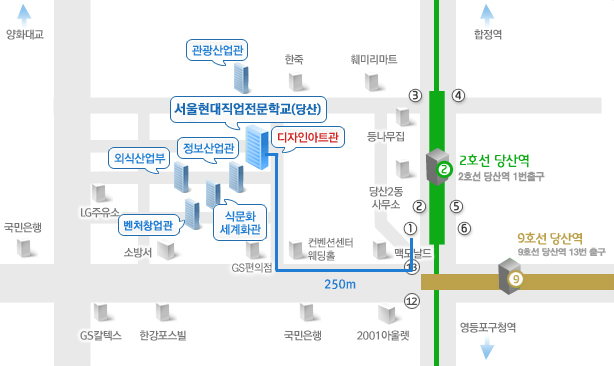 양화대교
합정역
관광산업관
한죽
훼미리마트
③
④
서울현대직업전문학교(당산)
디자인아트관
등나무집
정보산업관
외식산업부
2호선 당산역
2호선 당산역 1번출구
②
당산2동
사무소
LG주유소
벤처창업관
식문화
세계화관
②
⑤
①
⑥
국민은행
소방서
GS편의점
컨벤션센터
웨딩홀
맥도날드
⑬
9호선 당산역
9호선 당산역 13번 출구
⑨
250m
⑫
GS칼텍스
한강포스빌
국민은행
2001아울렛
영등포구청역